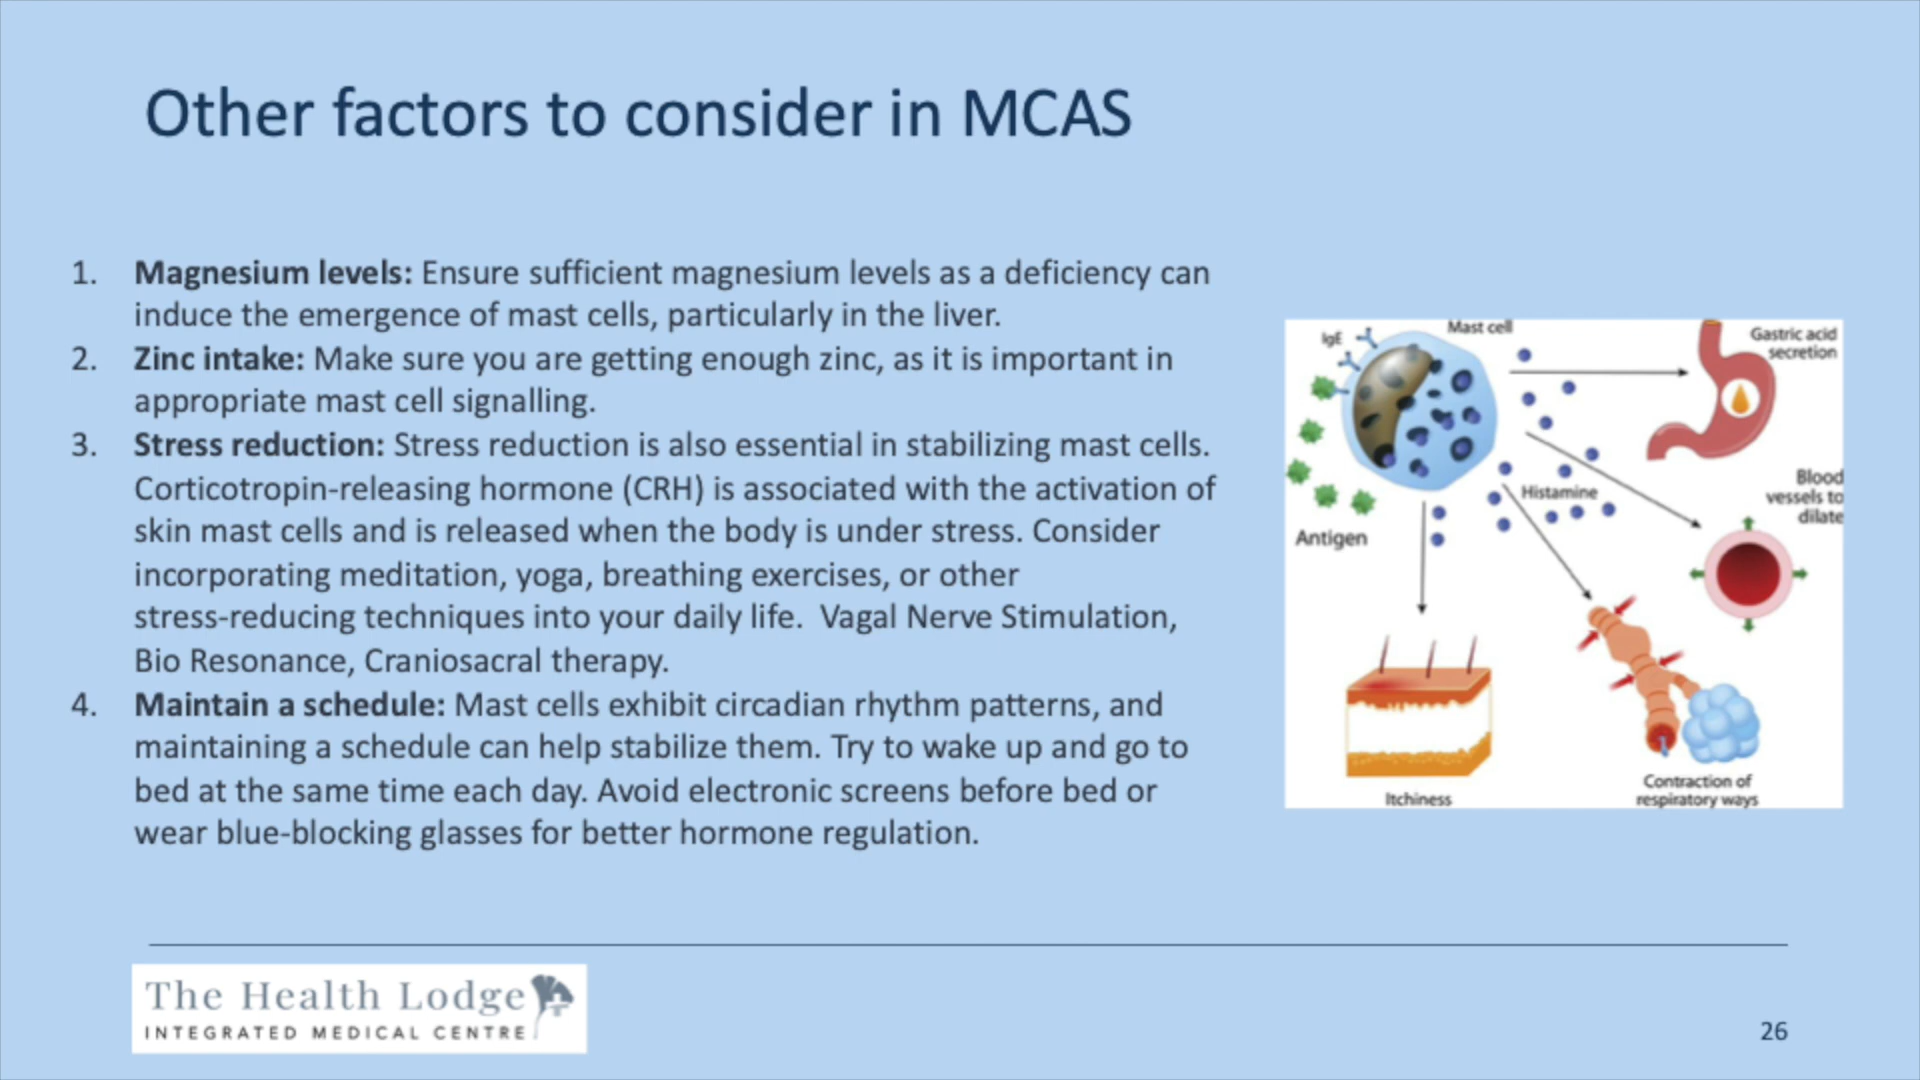 Other factors to consider in MCAS
1. Magnesium levels: Ensure sufficient magnesium levels as a deficiency can
induce the emergence of mast cells, particularly in the liver.
2. Zinc intake: Make sure you are getting enough zinc, as it is important in
appropriate mast cell signalling.
3. Stress reduction: Stress reduction is also essential in stabilizing mast cells.
Corticotropin-releasing hormone (CRH) is associated with the activation of
skin mast cells and is released when the body is under stress. Consider
incorporating meditation, yoga, breathing exercises, or other
stress-reducing techniques into your daily life.  Vagal Nerve Stimulation,
Bio Resonance, Craniosacral therapy.
4. Maintain a schedule: Mast cells exhibit circadian rhythm patterns, and
maintaining a schedule can help stabilize them. Try to wake up and go to
bed at the same time each day. Avoid electronic screens before bed or
wear blue-blocking glasses for better hormone regulation.
IgE
Mast cell
Gastric acid
secretion
Blood
vessels to
dilate
Histamine
Antigen
Itchiness
Contraction of
respiratory ways
The Health Lodge
INTEGRATED MEDICAL CENTRE
26